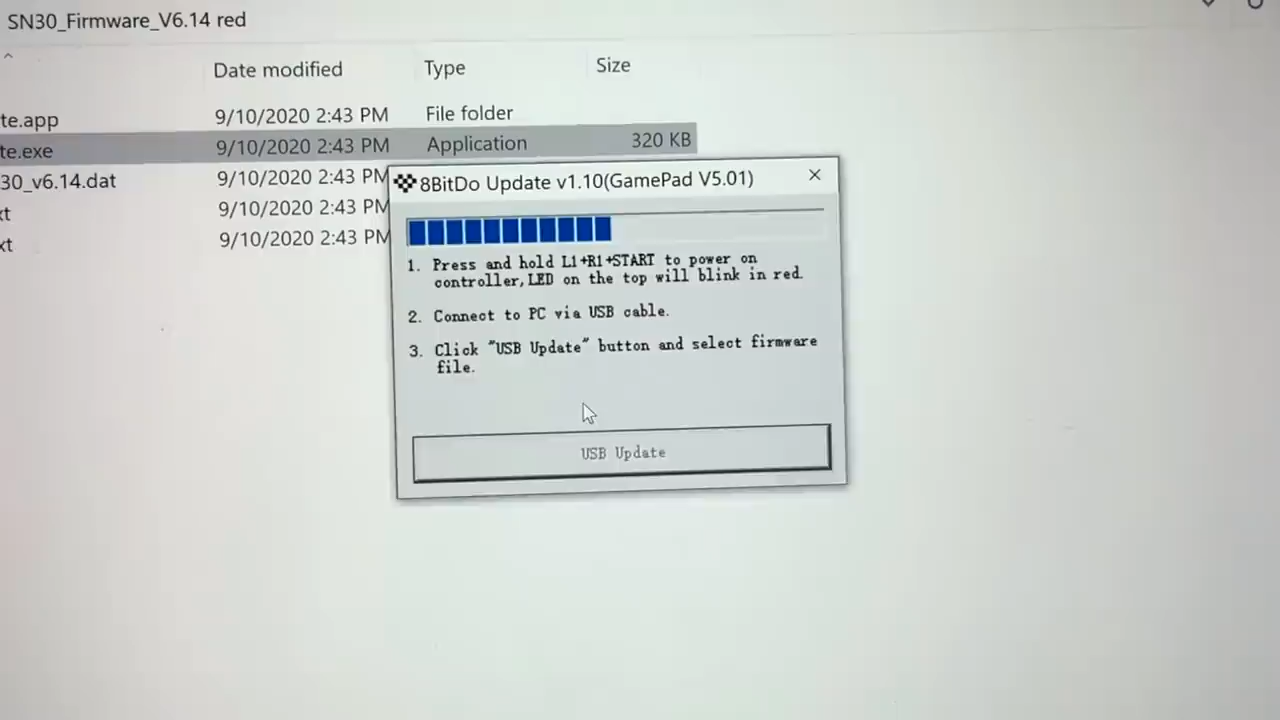 SN30_Firmware_V6.14 red
Date modified Type Size
te.app 9/10/2020 2:43 PM File folder
te.exe 9/10/2020 2:43 PM Application 320 KB
30_v6.14.dat 9/10/2020 2:43 PM
xt 9/10/2020 2:43 PM
xt 9/10/2020 2:43 PM
8BitDo Update v1.10(GamePad V5.01)
1. Press and hold L1+R1+START to power on
controller,LED on the top will blink in red.
2. Connect to PC via USB cable.
3. Click "USB Update" button and select firmware
file.
USB Update